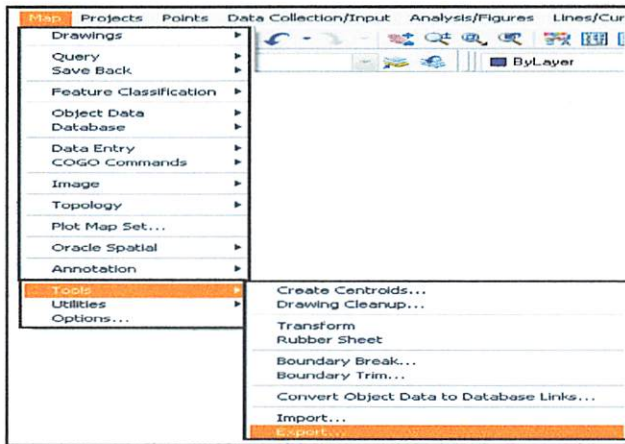 Map Projects Points Data Collection/Input Analysis/Figures Lines/Cur
Drawings
Query
Save Back
Feature Classification
Object Data
Database
Data Entry
COGO Commands
Image
Topology
Plot Map Set...
Oracle Spatial
Annotation
Tools
Utilities
Options...
ByLayer
Create Centroids...
Drawing Cleanup...
Transform
Rubber Sheet
Boundary Break...
Boundary Trim...
Convert Object Data to Database Links...
Import...
Export...